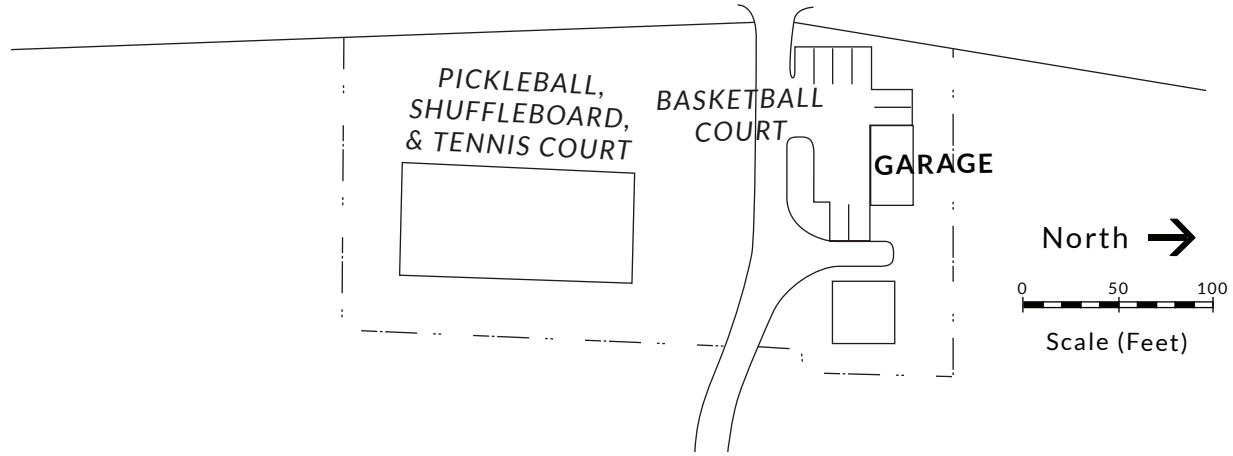 PICKLEBALL,
SHUFFLEBOARD,
& TENNIS COURT
BASKETBALL
COURT
GARAGE
North
0 50 100
Scale (Feet)